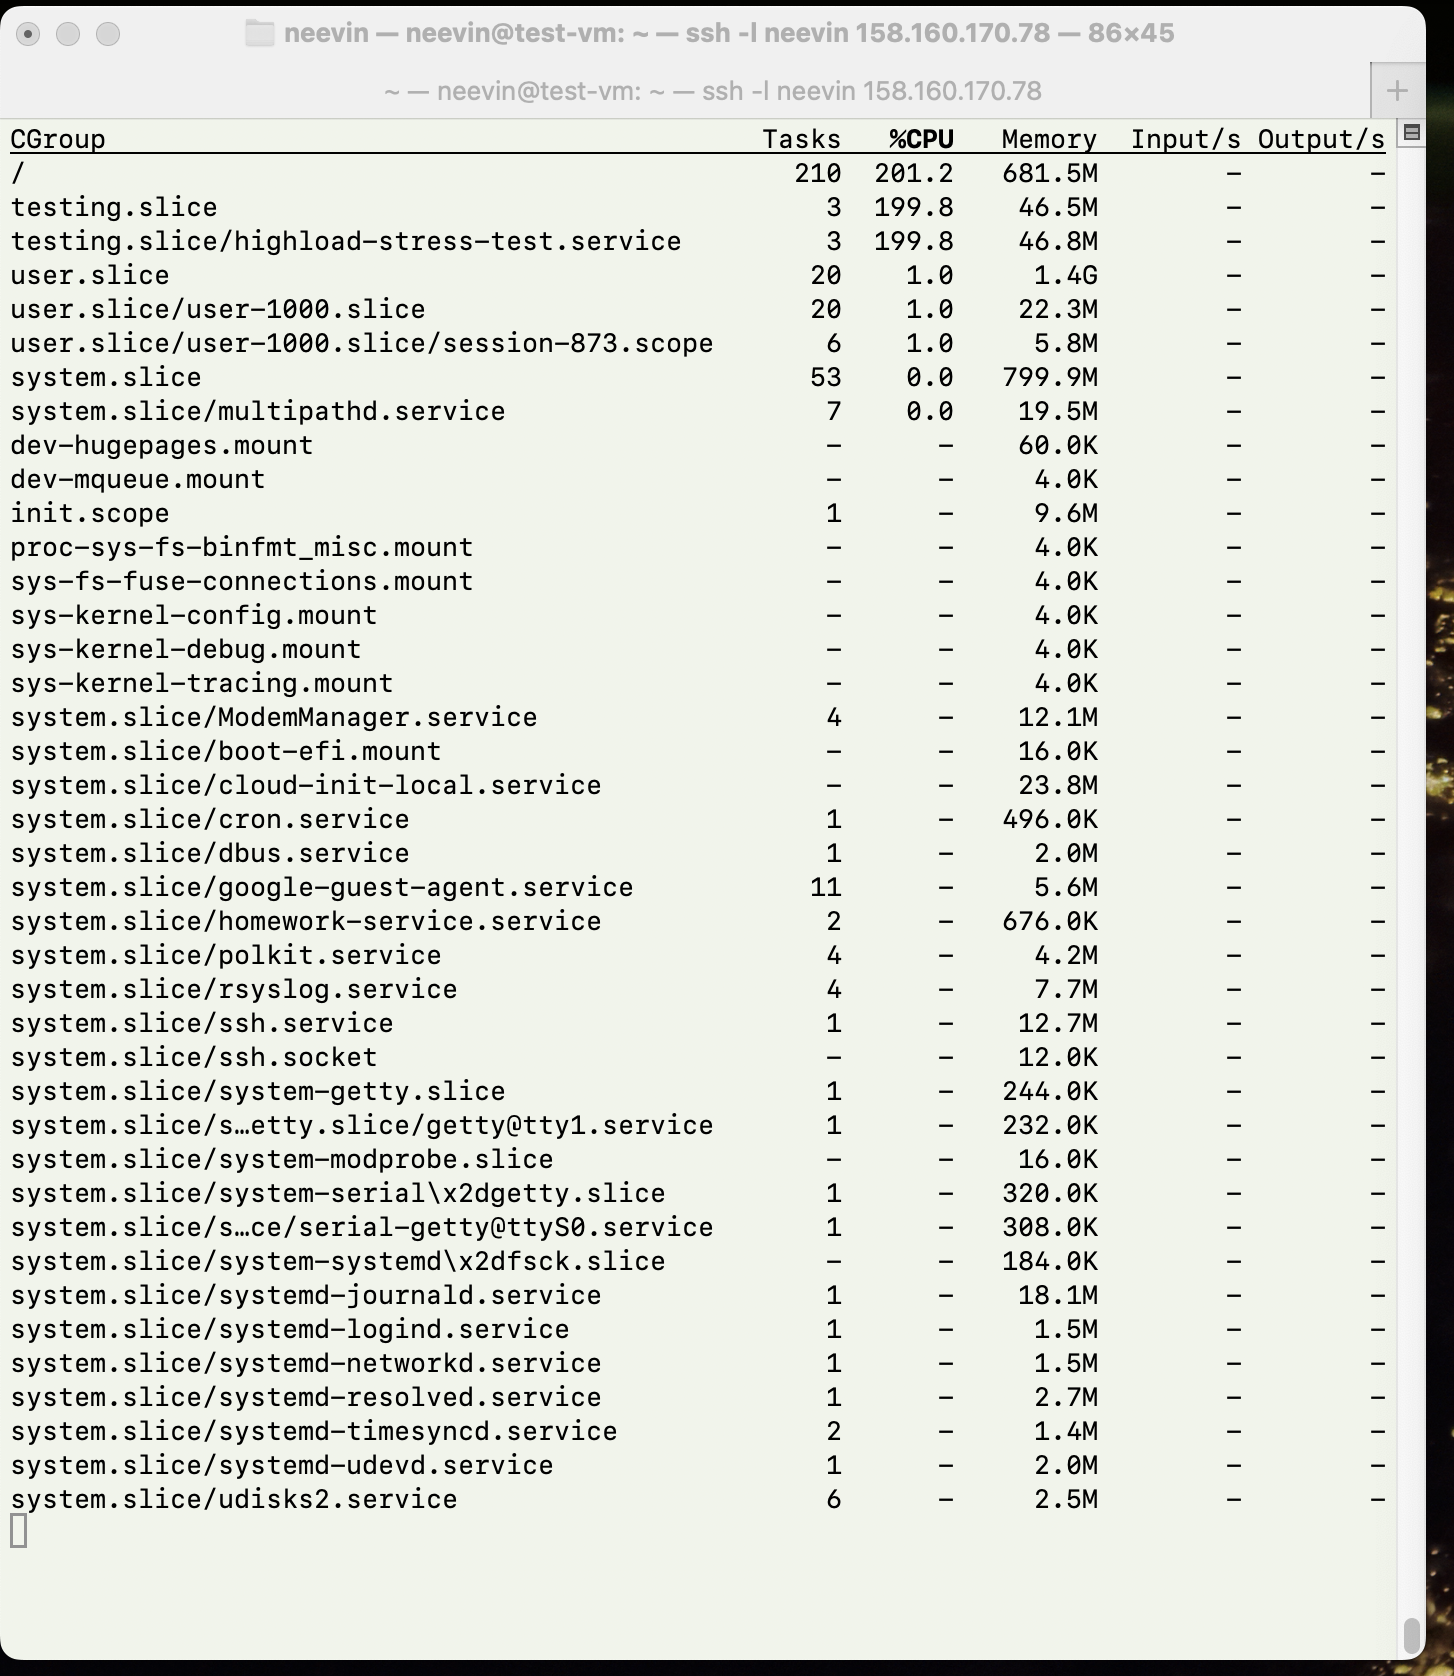 neevin — neevin@test-vm: ~ — ssh -l neevin 158.160.170.78 — 86×45
~ — neevin@test-vm: ~ — ssh -l neevin 158.160.170.78 +
CGroup Tasks %CPU Memory Input/s Output/s
/ 210 201.2 681.5M - -
testing.slice 3 199.8 46.5M - -
testing.slice/highload-stress-test.service 3 199.8 46.8M - -
user.slice 20 1.0 1.4G - -
user.slice/user-1000.slice 20 1.0 22.3M - -
user.slice/user-1000.slice/session-873.scope 6 1.0 5.8M - -
system.slice 53 0.0 799.9M - -
system.slice/multipathd.service 7 0.0 19.5M - -
dev-hugepages.mount - - 60.0K - -
dev-mqueue.mount - - 4.0K - -
init.scope 1 - 9.6M - -
proc-sys-fs-binfmt_misc.mount - - 4.0K - -
sys-fs-fuse-connections.mount - - 4.0K - -
sys-kernel-config.mount - - 4.0K - -
sys-kernel-debug.mount - - 4.0K - -
sys-kernel-tracing.mount - - 4.0K - -
system.slice/ModemManager.service 4 - 12.1M - -
system.slice/boot-efi.mount - - 16.0K - -
system.slice/cloud-init-local.service - - 23.8M - -
system.slice/cron.service 1 - 496.0K - -
system.slice/dbus.service 1 - 2.0M - -
system.slice/google-guest-agent.service 11 - 5.6M - -
system.slice/homework-service.service 2 - 676.0K - -
system.slice/polkit.service 4 - 4.2M - -
system.slice/rsyslog.service 4 - 7.7M - -
system.slice/ssh.service 1 - 12.7M - -
system.slice/ssh.socket - - 12.0K - -
system.slice/system-getty.slice 1 - 244.0K - -
system.slice/s…etty.slice/getty@tty1.service 1 - 232.0K - -
system.slice/system-modprobe.slice - - 16.0K - -
system.slice/system-serial\x2dgetty.slice 1 - 320.0K - -
system.slice/s…ce/serial-getty@ttyS0.service 1 - 308.0K - -
system.slice/system-systemd\x2dfsck.slice - - 184.0K - -
system.slice/systemd-journald.service 1 - 18.1M - -
system.slice/systemd-logind.service 1 - 1.5M - -
system.slice/systemd-networkd.service 1 - 1.5M - -
system.slice/systemd-resolved.service 1 - 2.7M - -
system.slice/systemd-timesyncd.service 2 - 1.4M - -
system.slice/systemd-udevd.service 1 - 2.0M - -
system.slice/udisks2.service 6 - 2.5M - -